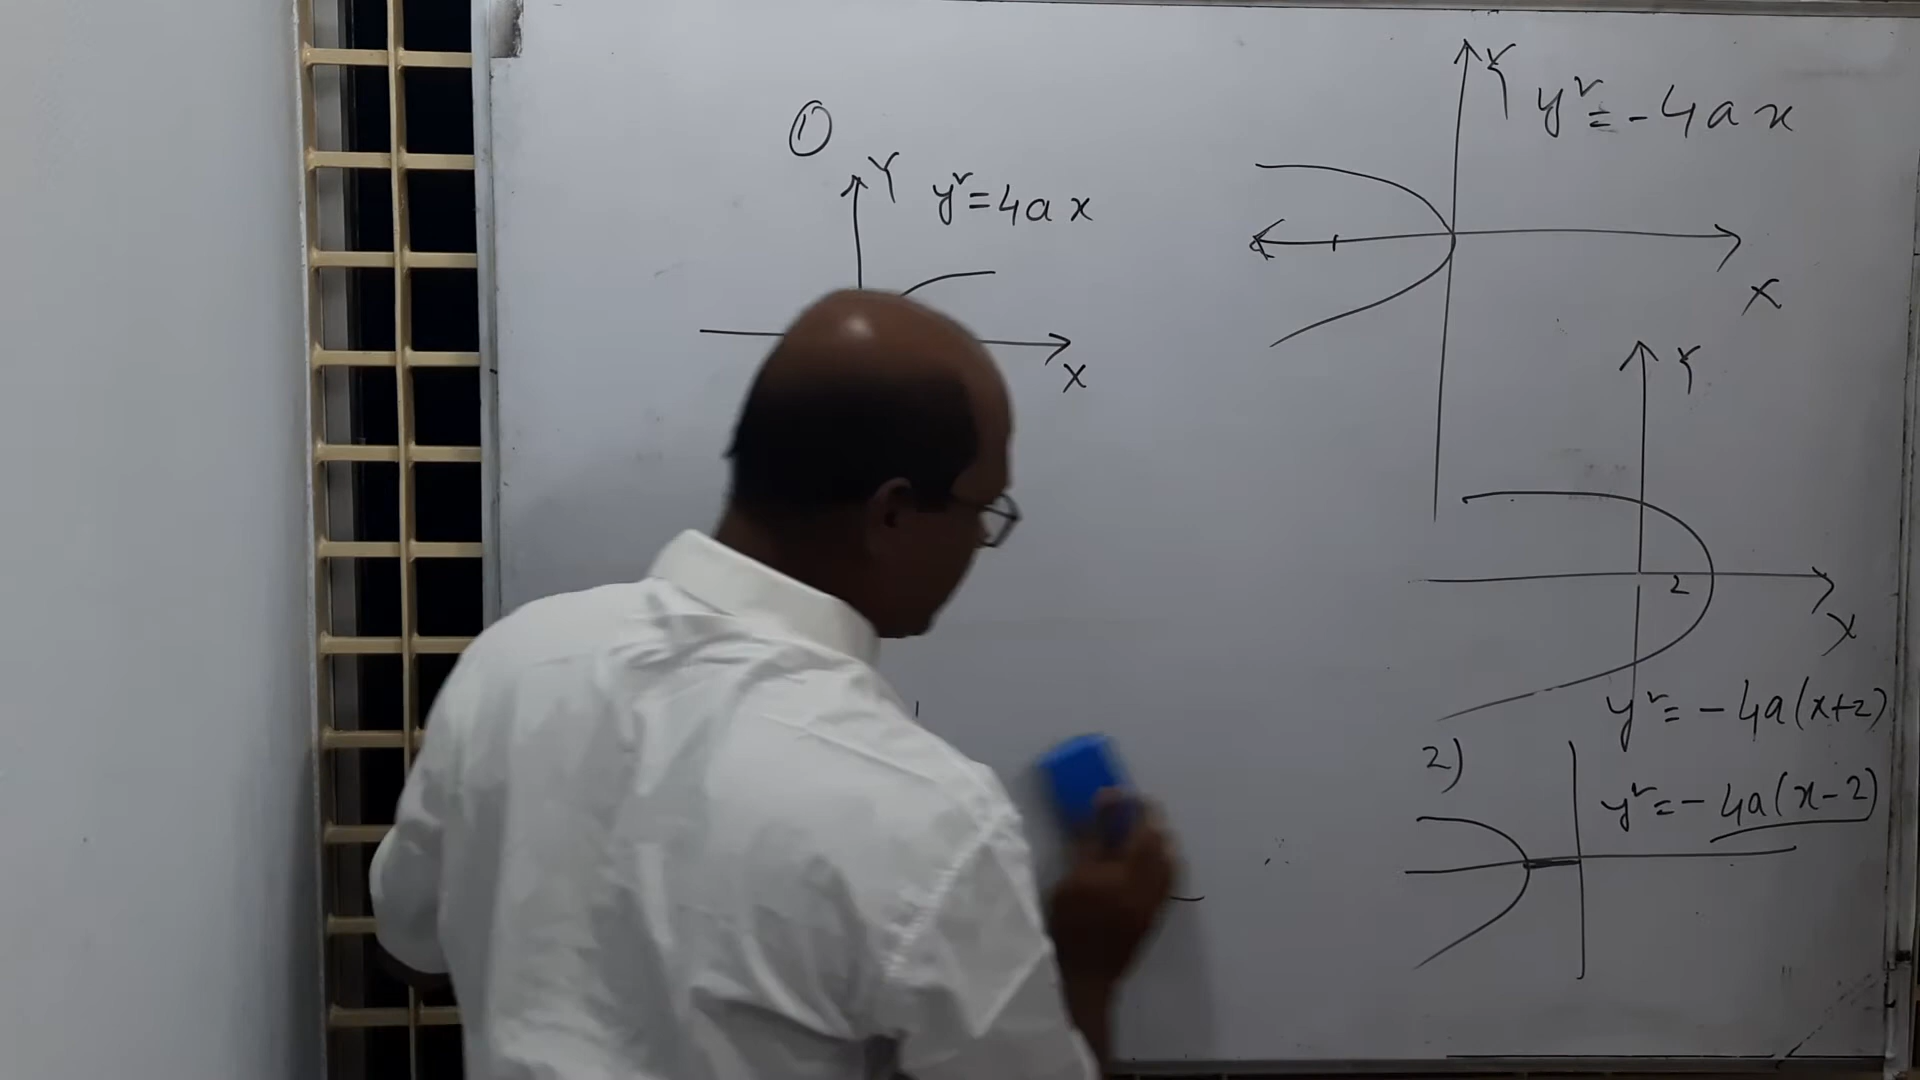 ①
Y
y² = 4ax
X
Y
y² = -4ax
X
Y
2
X
y² = -4a(x+2)
2)
y² = -4a(x-2)